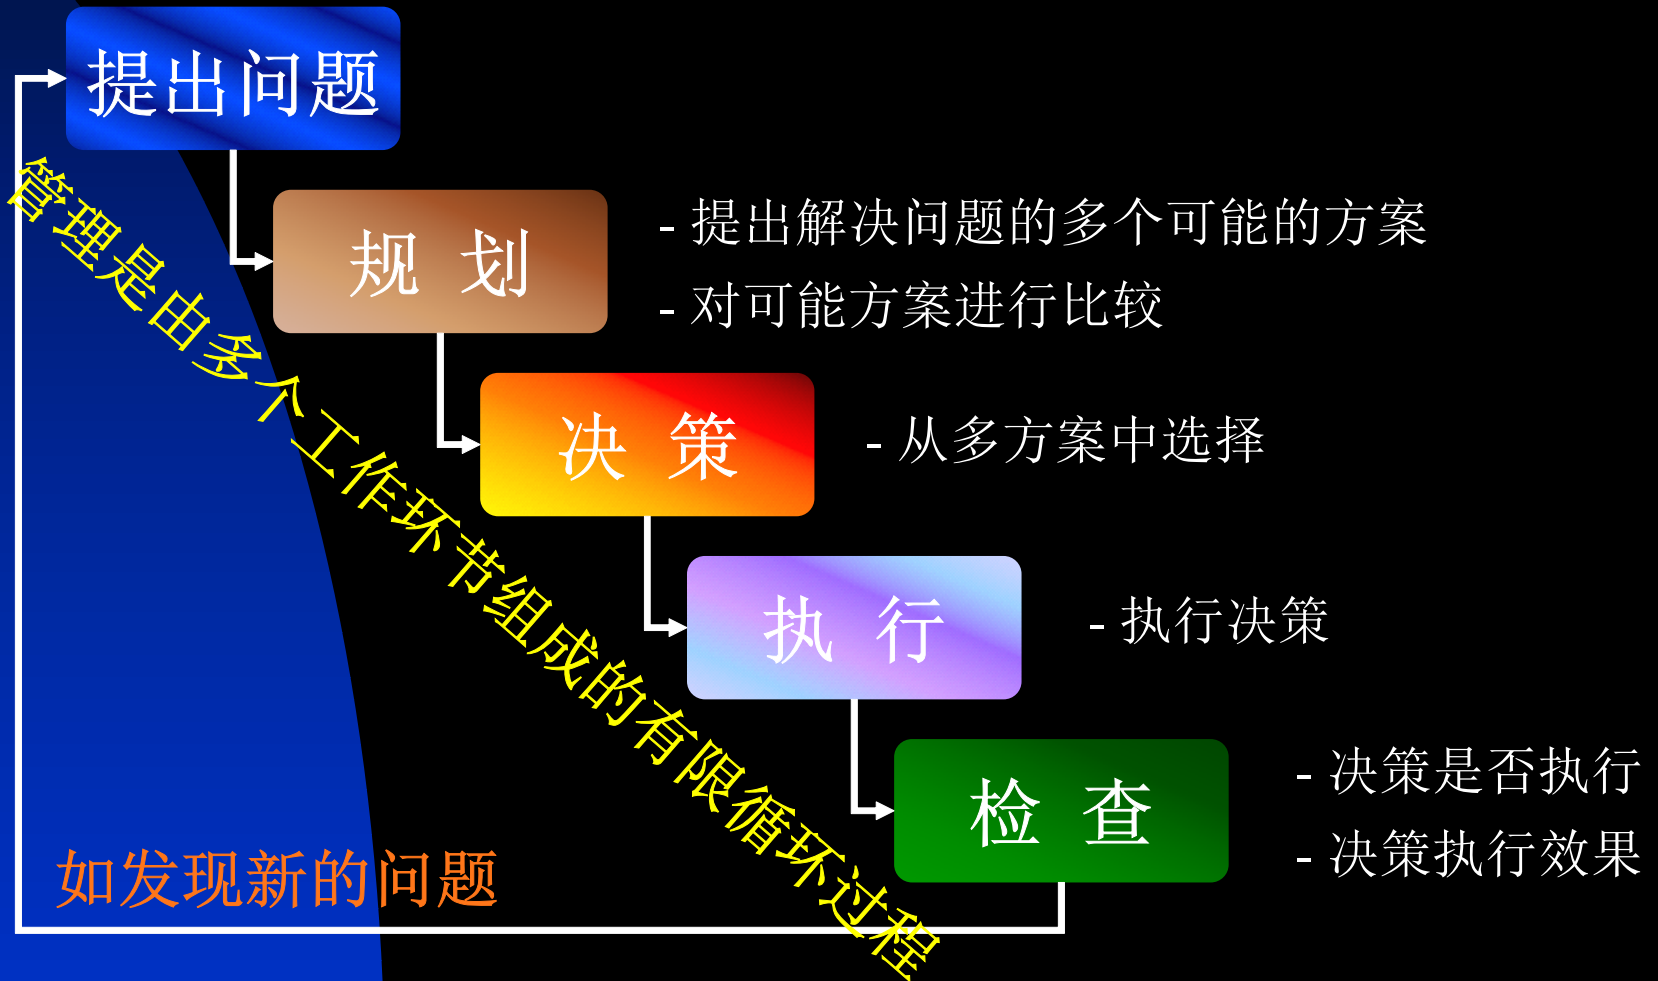 提出问题
规 划
- 提出解决问题的多个可能的方案
- 对可能方案进行比较
决 策
- 从多方案中选择
执 行
- 执行决策
检 查
- 决策是否执行
- 决策执行效果
如发现新的问题
管理是由多个工作环节组成的有限循环过程